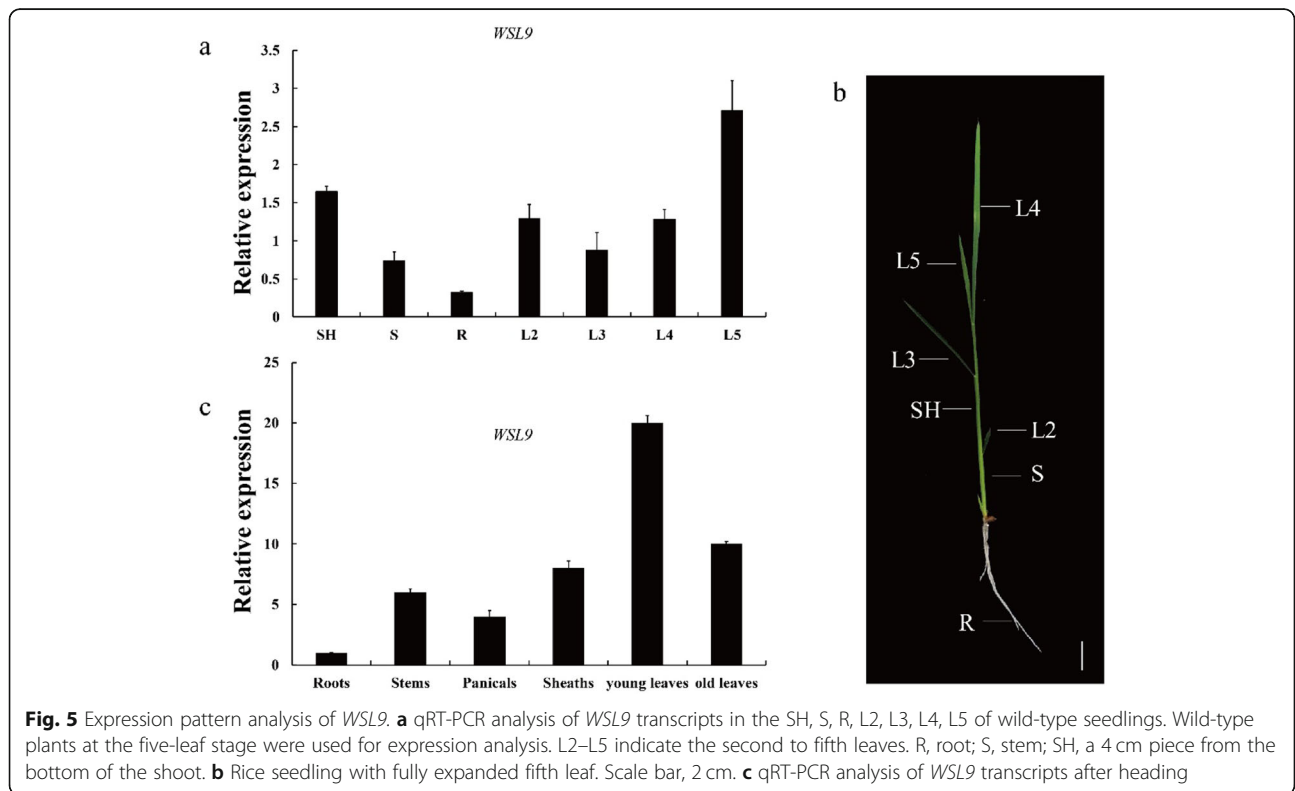 a
WSL9
3.5
3
2.5
2
1.5
1
0.5
0
Relative expression
SH S R L2 L3 L4 L5
b
L4
L5
L3
SH
L2
S
R
c
WSL9
25
20
15
10
5
0
Relative expression
Roots Stems Panicals Sheaths young leaves old leaves
Fig. 5 Expression pattern analysis of WSL9. a qRT-PCR analysis of WSL9 transcripts in the SH, S, R, L2, L3, L4, L5 of wild-type seedlings. Wild-type
plants at the five-leaf stage were used for expression analysis. L2–L5 indicate the second to fifth leaves. R, root; S, stem; SH, a 4 cm piece from the
bottom of the shoot. b Rice seedling with fully expanded fifth leaf. Scale bar, 2 cm. c qRT-PCR analysis of WSL9 transcripts after heading